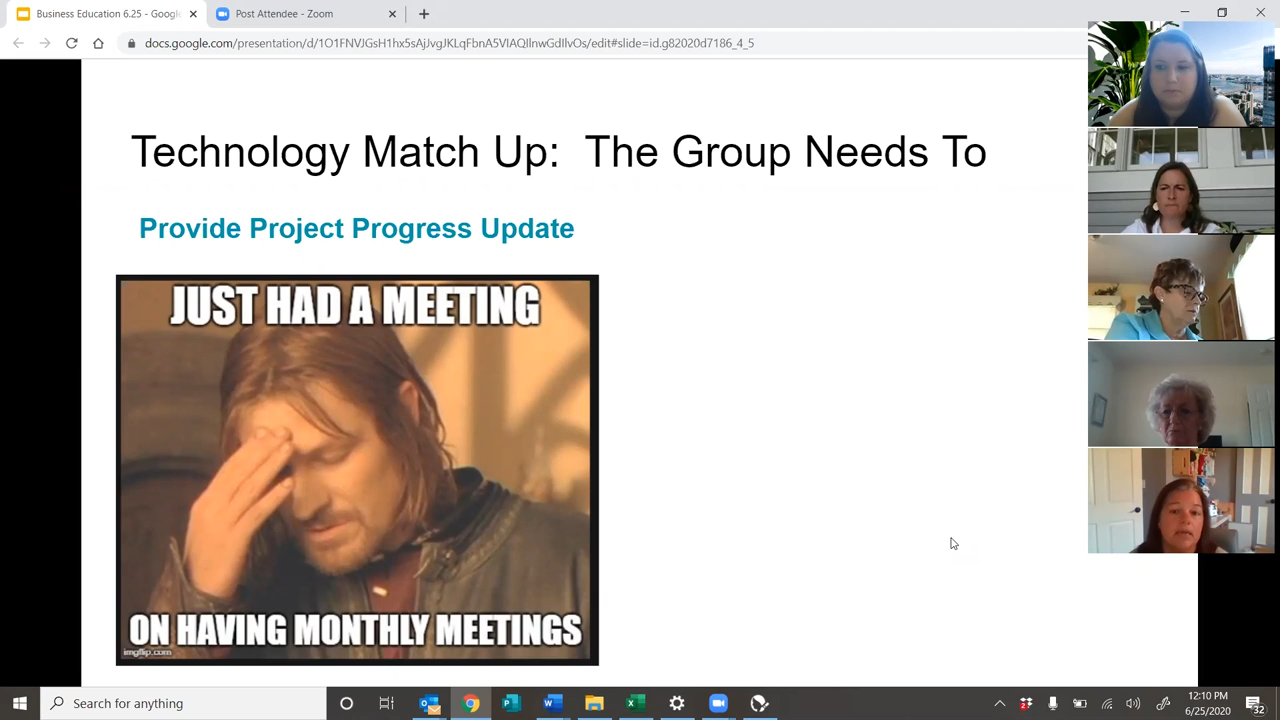 Business Education 6.25 - Googl
Post Attendee - Zoom
docs.google.com/presentation/d/1O1FNVJGsH1hx5sAjJvgJKLqFbnA5VIAQJlnwGdIlvOs/edit#slide=id.g82020d7186_4_5
Technology Match Up: The Group Needs To
Provide Project Progress Update
JUST HAD A MEETING
ON HAVING MONTHLY MEETINGS
imgflip.com
Search for anything
12:10 PM
6/25/2020
32